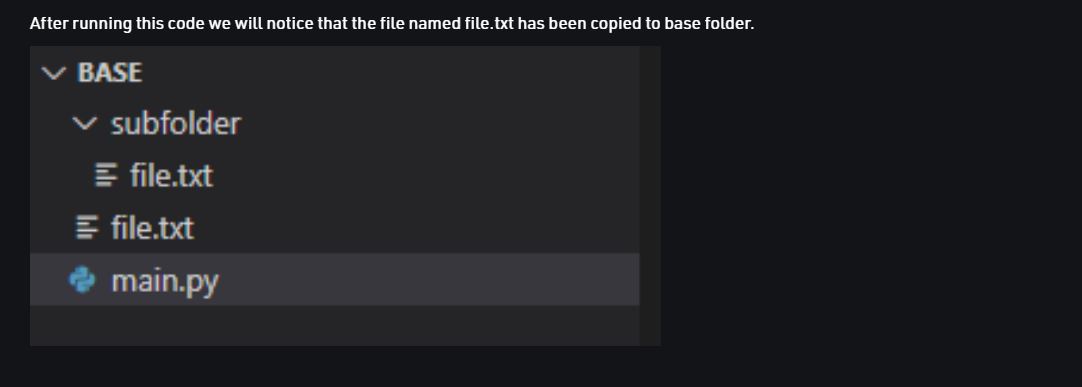 After running this code we will notice that the file named file.txt has been copied to base folder.
BASE
subfolder
file.txt
file.txt
main.py